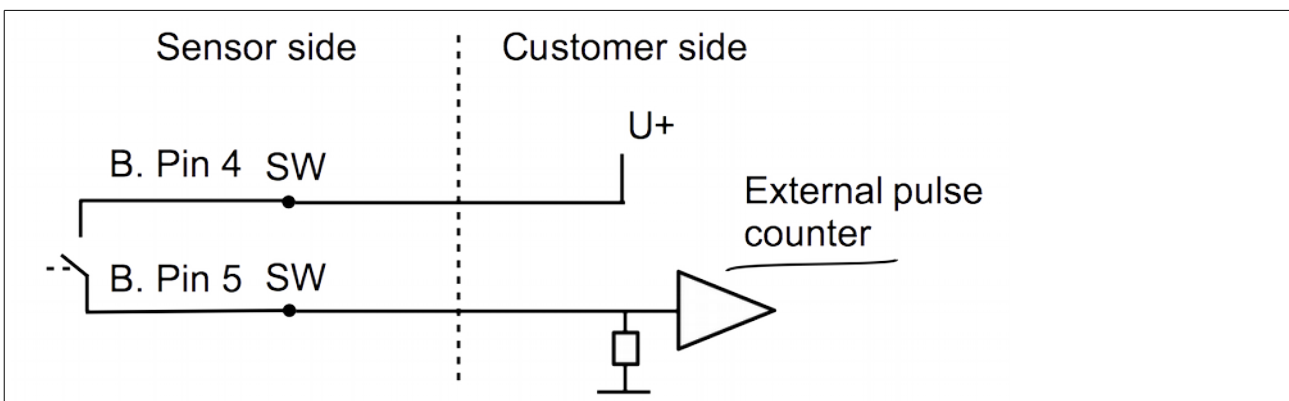 Sensor side
Customer side
U+
B. Pin 4 SW
External pulse
counter
B. Pin 5 SW